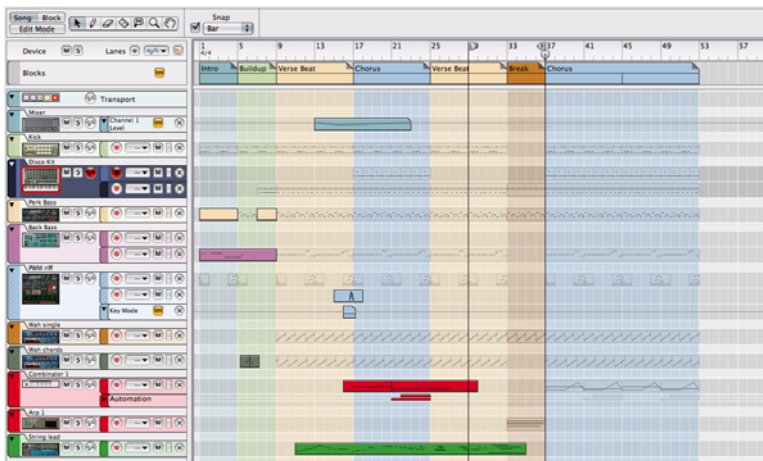 Song Block
Edit Mode
Snap
Bar
Device M S Lanes
1 5 9 13 17 21 25 33 37 41 45 49 53 57
4/4
Blocks
Intro Buildup Verse Beat Chorus Verse Beat Break Chorus
Transport
Mixer
M S Channel 1
Level
Kick
M S M
Disco Kit
M S M
M
Perk Bass
M S M
Back Bass
M S M
M
PWM riff
M S M
M
Key Mode
Wah single
M S M
Wah chords
M S M
Combinator 1
M S M
Automation
Arp 1
M S M
String lead
M S M